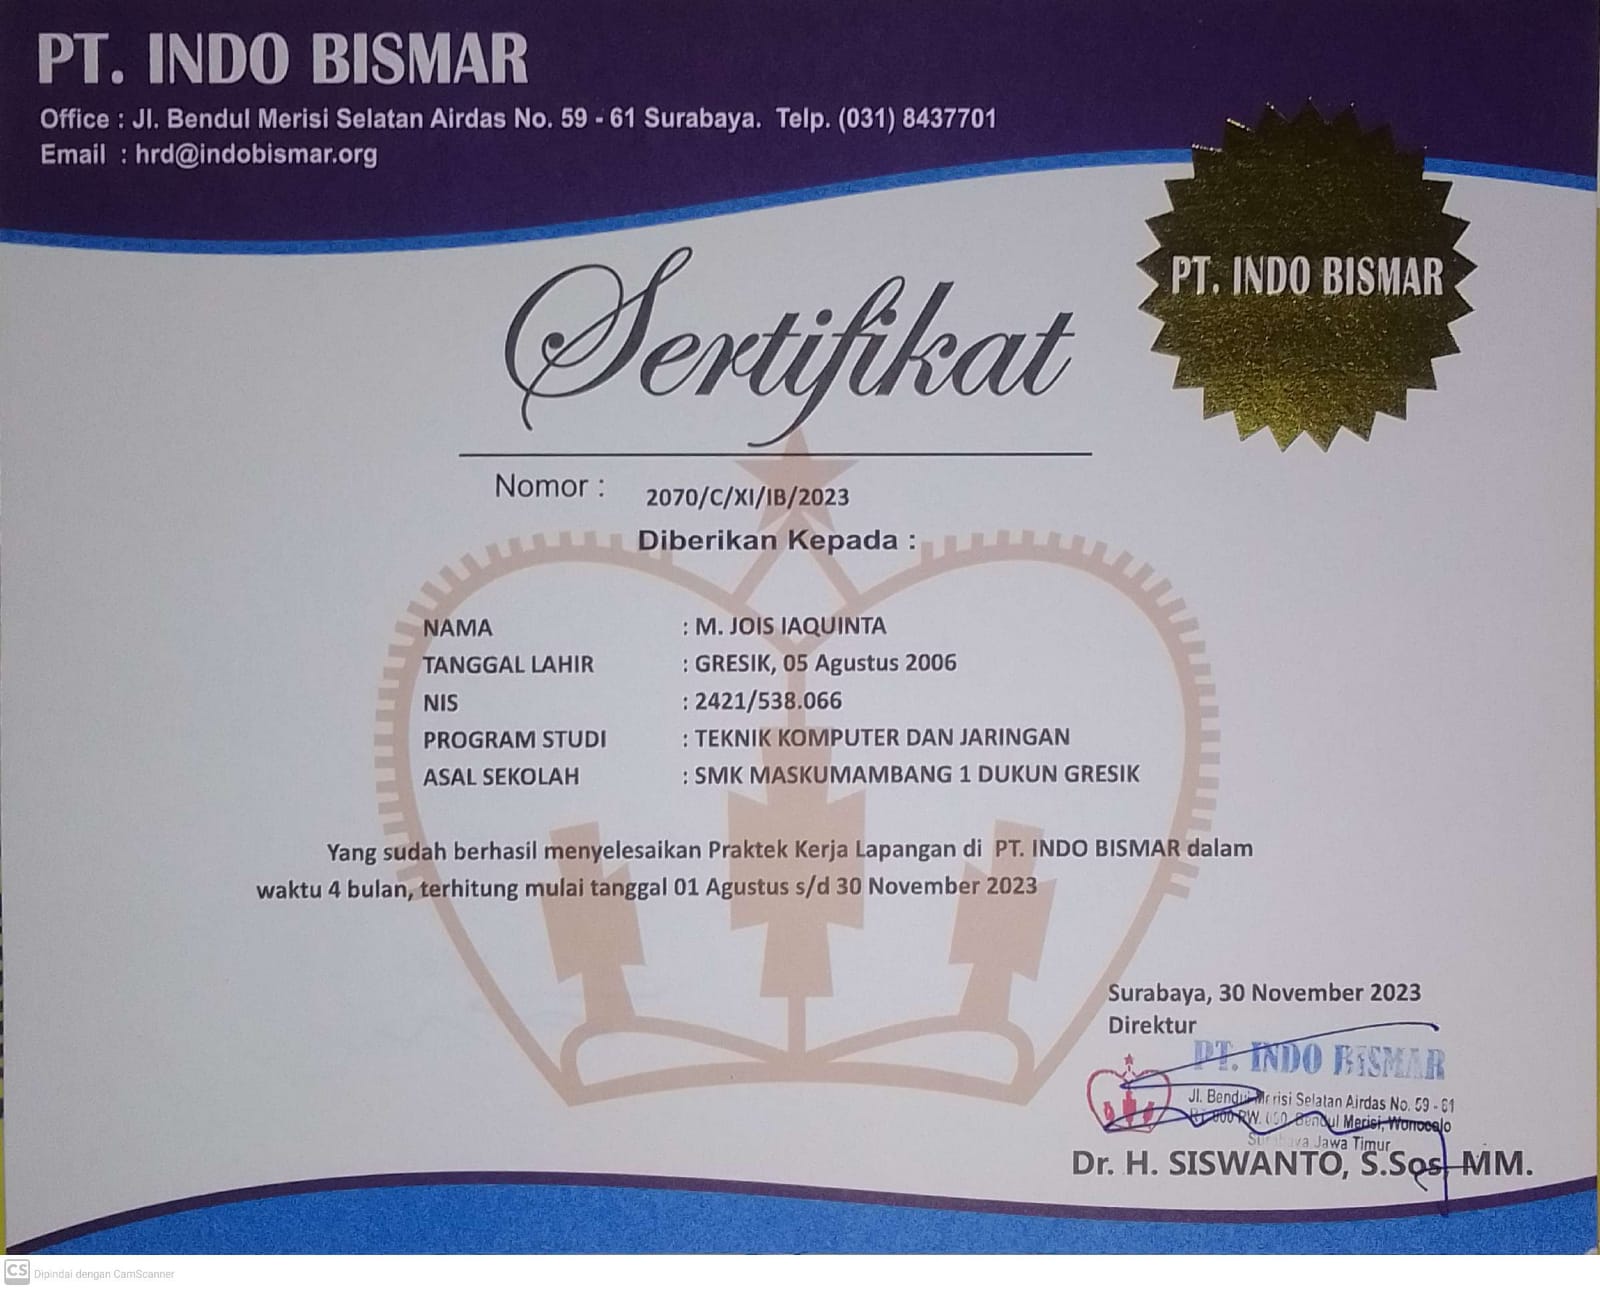 PT. INDO BISMAR
Office : Jl. Bendul Merisi Selatan Airdas No. 59 - 61 Surabaya. Telp. (031) 8437701
Email : hrd@indobismar.org
PT. INDO BISMAR
Sertifikat
Nomor : 2070/C/XI/IB/2023
Diberikan Kepada :
NAMA : M. JOIS IAQUINTA
TANGGAL LAHIR : GRESIK, 05 Agustus 2006
NIS : 2421/538.066
PROGRAM STUDI : TEKNIK KOMPUTER DAN JARINGAN
ASAL SEKOLAH : SMK MASKUMAMBANG 1 DUKUN GRESIK
Yang sudah berhasil menyelesaikan Praktek Kerja Lapangan di PT. INDO BISMAR dalam
waktu 4 bulan, terhitung mulai tanggal 01 Agustus s/d 30 November 2023
Surabaya, 30 November 2023
Direktur
PT. INDO BISMAR
Jl. Bendul Merisi Selatan Airdas No. 59 - 61
RW. Bendul Merisi, Wonocolo
Surabaya Jawa Timur
Dr. H. SISWANTO, S.Sos, MM.
CS Dipindai dengan CamScanner